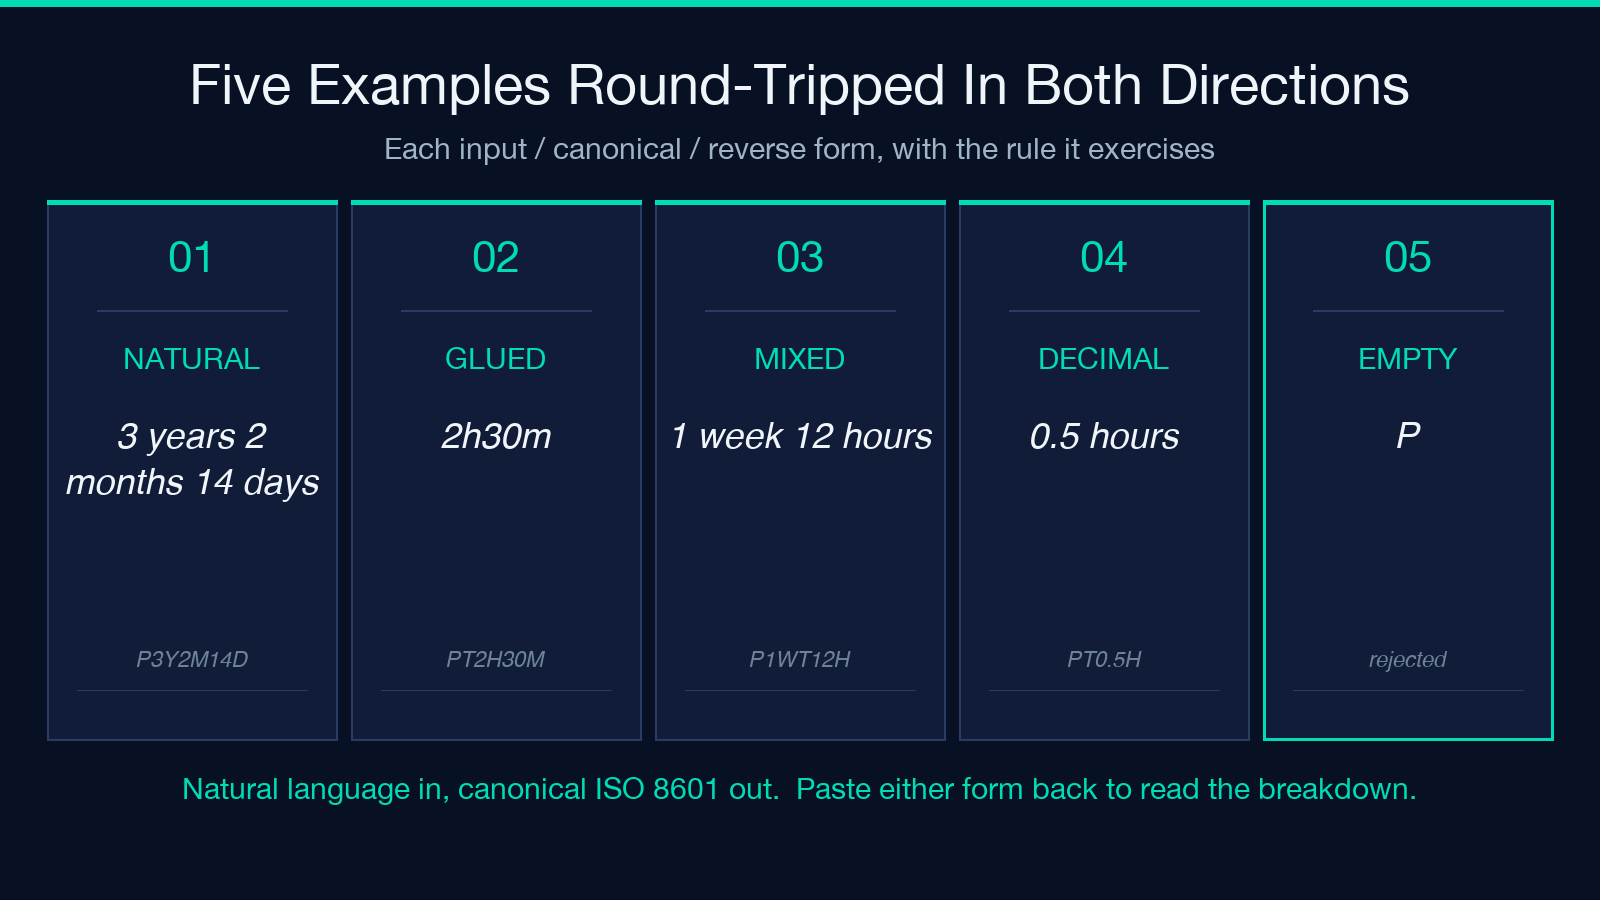 Five Examples Round-Tripped In Both Directions
Each input / canonical / reverse form, with the rule it exercises
01
NATURAL
3 years 2
months 14 days
P3Y2M14D
02
GLUED
2h30m
PT2H30M
03
MIXED
1 week 12 hours
P1WT12H
04
DECIMAL
0.5 hours
PT0.5H
05
EMPTY
P
rejected
Natural language in, canonical ISO 8601 out.  Paste either form back to read the breakdown.